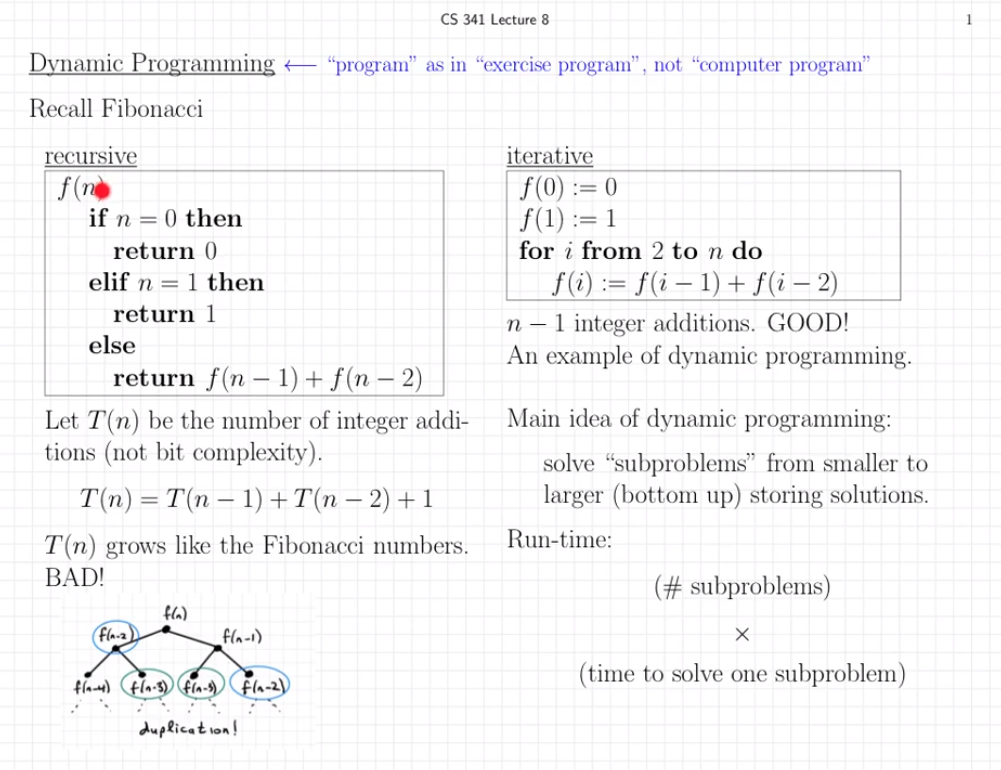 CS 341 Lecture 8
1
Dynamic Programming ⟵ “program” as in “exercise program”, not “computer program”
Recall Fibonacci
recursive
f(n)
if n = 0 then
return 0
elif n = 1 then
return 1
else
return f(n − 1) + f(n − 2)
Let T(n) be the number of integer addi-
tions (not bit complexity).
T(n) = T(n − 1) + T(n − 2) + 1
T(n) grows like the Fibonacci numbers.
BAD!
f(n)
f(n-2)
f(n-1)
f(n-4) f(n-3) f(n-3) f(n-2)
duplication!
iterative
f(0) := 0
f(1) := 1
for i from 2 to n do
f(i) := f(i − 1) + f(i − 2)
n − 1 integer additions. GOOD!
An example of dynamic programming.
Main idea of dynamic programming:
solve “subproblems” from smaller to
larger (bottom up) storing solutions.
Run-time:
(# subproblems)
×
(time to solve one subproblem)